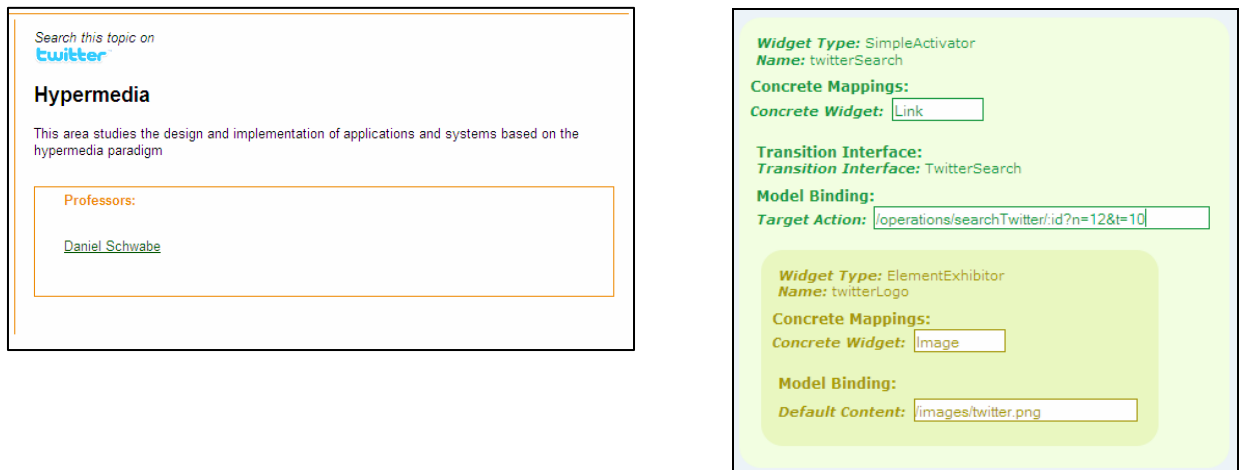 Search this topic on
twitter
Hypermedia
This area studies the design and implementation of applications and systems based on the
hypermedia paradigm
Professors:
Daniel Schwabe
Widget Type: SimpleActivator
Name: twitterSearch
Concrete Mappings:
Concrete Widget: Link
Transition Interface:
Transition Interface: TwitterSearch
Model Binding:
Target Action: /operations/searchTwitter/:id?n=12&t=10
Widget Type: ElementExhibitor
Name: twitterLogo
Concrete Mappings:
Concrete Widget: Image
Model Binding:
Default Content: /images/twitter.png